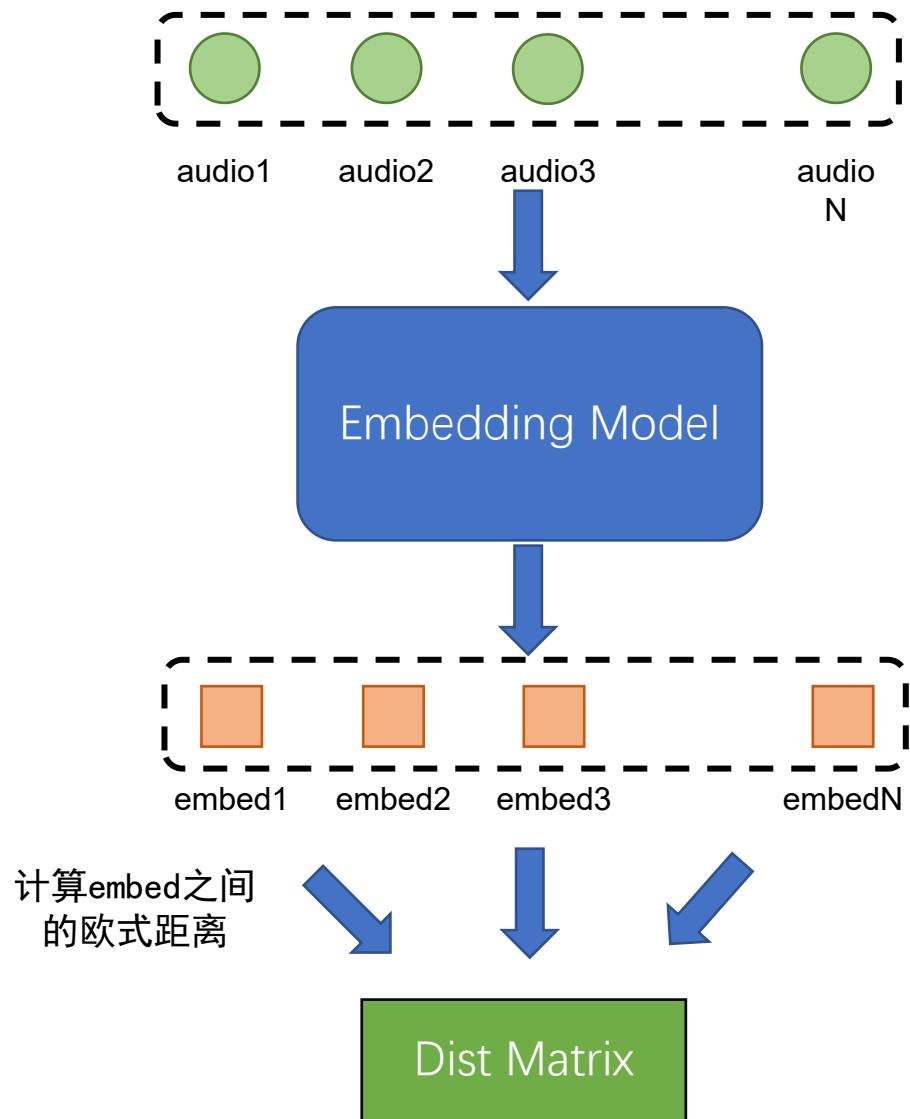 audio1 audio2 audio3 audio
N
Embedding Model
embed1 embed2 embed3 embedN
计算embed之间
的欧式距离
Dist Matrix